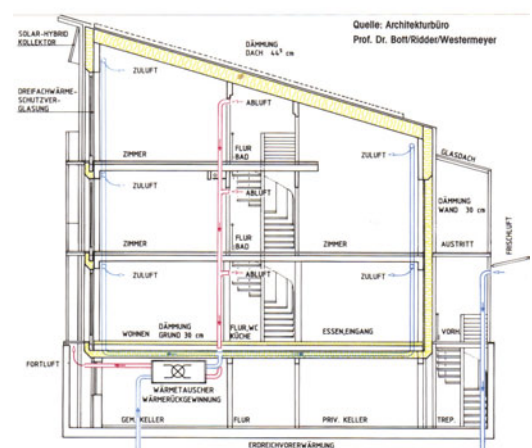 Quelle: Architekturbüro
Prof. Dr. Bott/Ridder/Westermeyer
SOLAR-HYBRID
KOLLEKTOR
DÄMMUNG
DACH 44⁵ cm
ZULUFT
DREIFACHWÄRME-
SCHUTZVER-
GLASUNG
ABLUFT
ZIMMER
FLUR
BAD
ZULUFT
GLASDACH
ZULUFT
ABLUFT
DÄMMUNG
WAND 30 cm
FRISCHLUFT
ZIMMER
FLUR
BAD
ZIMMER
AUSTRITT
ZULUFT
ABLUFT
ZULUFT
WOHNEN
DÄMMUNG
GRUND 30 cm
FLUR, WC
KÜCHE
ESSEN, EINGANG
VORH.
FORTLUFT
WÄRMETAUSCHER
WÄRMERÜCKGEWINNUNG
GEM. KELLER
FLUR
PRIV. KELLER
TREP.
ERDREICHVORERWÄRMUNG